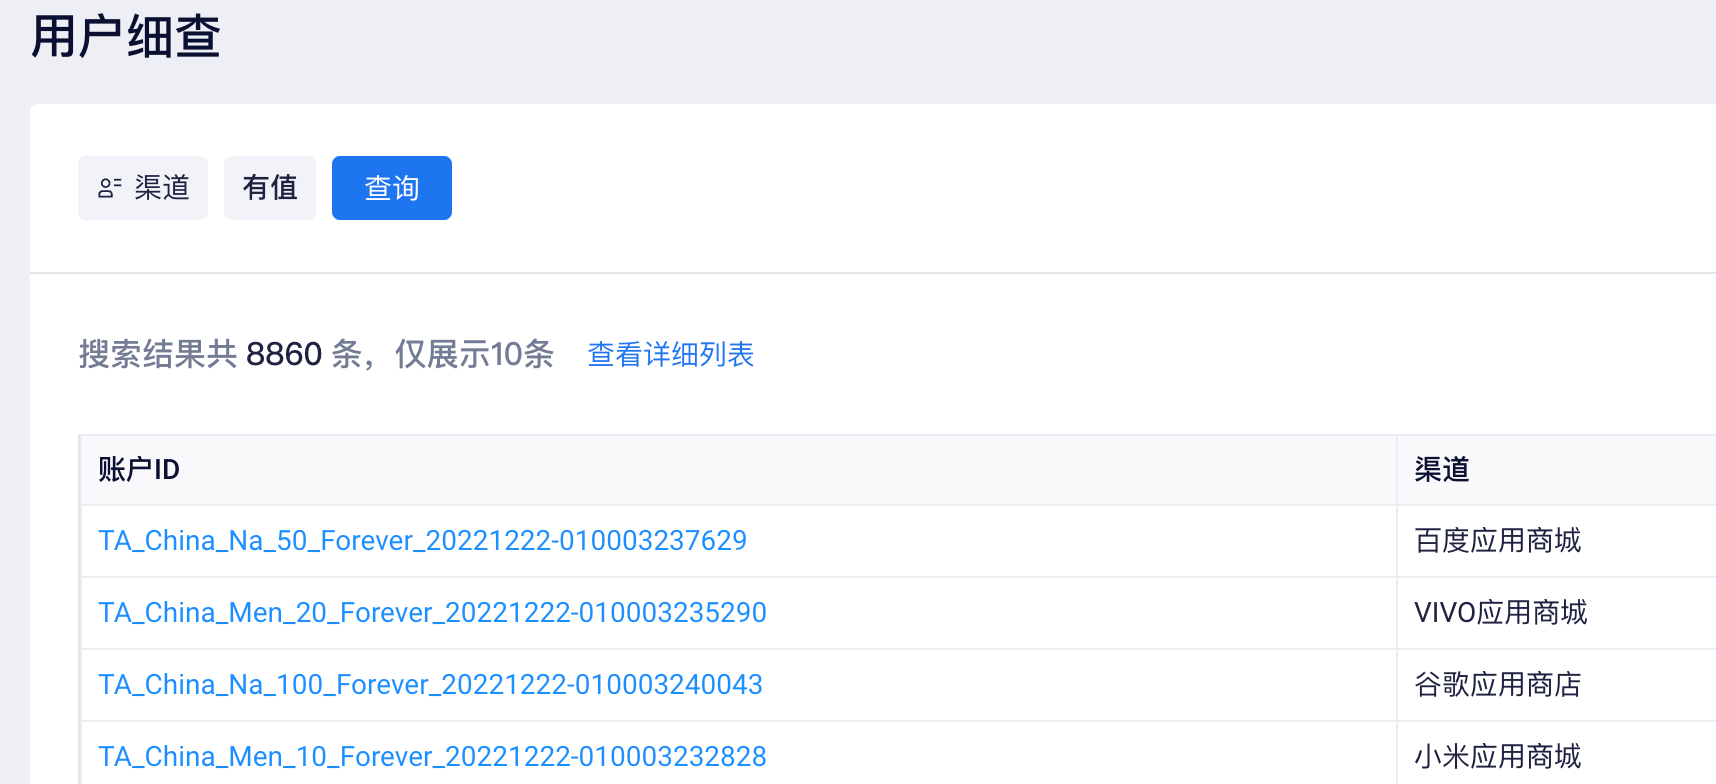 用户细查
渠道 有值 查询
搜索结果共 8860 条，仅展示10条 查看详细列表
账户ID 渠道
TA_China_Na_50_Forever_20221222-010003237629 百度应用商城
TA_China_Men_20_Forever_20221222-010003235290 VIVO应用商城
TA_China_Na_100_Forever_20221222-010003240043 谷歌应用商店
TA_China_Men_10_Forever_20221222-010003232828 小米应用商城